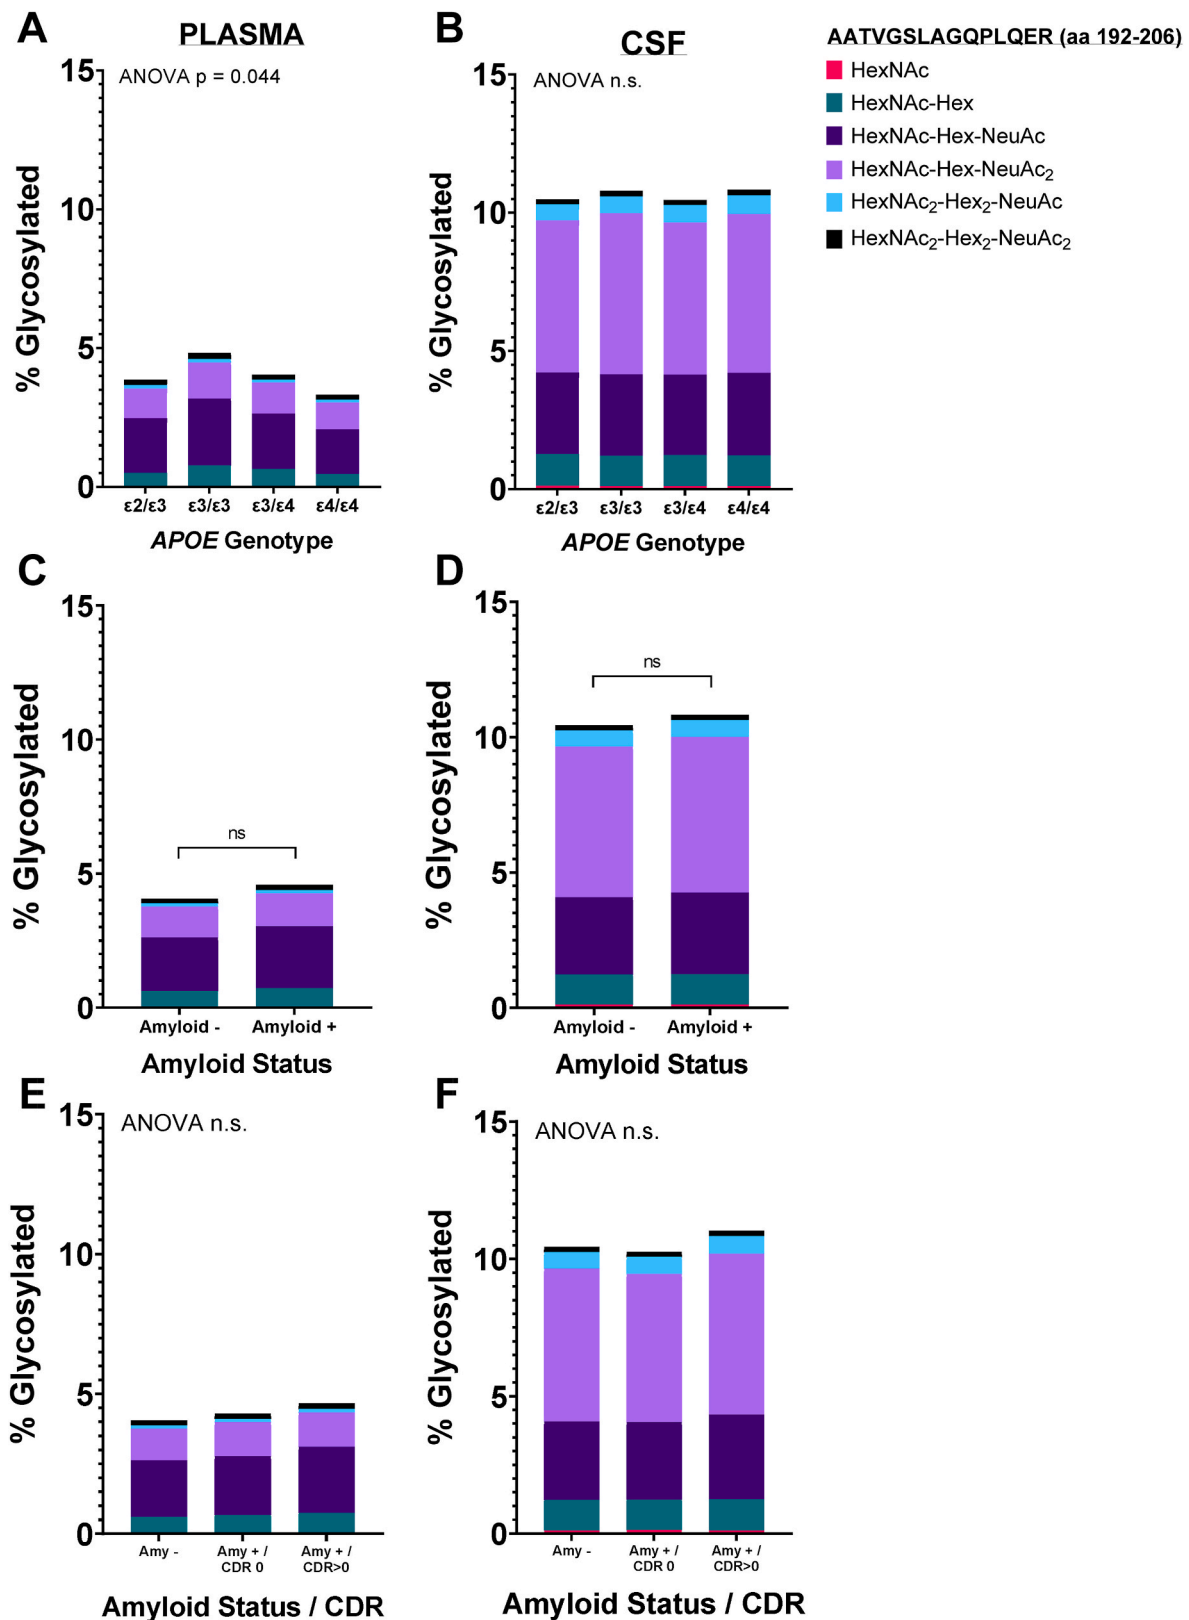 A
PLASMA
ANOVA p = 0.044
15
10
5
0
% Glycosylated
ε2/ε3
ε3/ε3
ε3/ε4
ε4/ε4
APOE Genotype
B
CSF
ANOVA n.s.
15
10
5
0
% Glycosylated
ε2/ε3
ε3/ε3
ε3/ε4
ε4/ε4
APOE Genotype
AATVGSLAGQPLQER (aa 192-206)
HexNAc
HexNAc-Hex
HexNAc-Hex-NeuAc
HexNAc-Hex-NeuAc₂
HexNAc₂-Hex₂-NeuAc
HexNAc₂-Hex₂-NeuAc₂
C
15
10
5
0
% Glycosylated
ns
Amyloid -
Amyloid +
Amyloid Status
D
15
10
5
0
% Glycosylated
ns
Amyloid -
Amyloid +
Amyloid Status
E
ANOVA n.s.
15
10
5
0
% Glycosylated
Amy -
Amy + /
CDR 0
Amy + /
CDR>0
Amyloid Status / CDR
F
ANOVA n.s.
15
10
5
0
% Glycosylated
Amy -
Amy + /
CDR 0
Amy + /
CDR>0
Amyloid Status / CDR